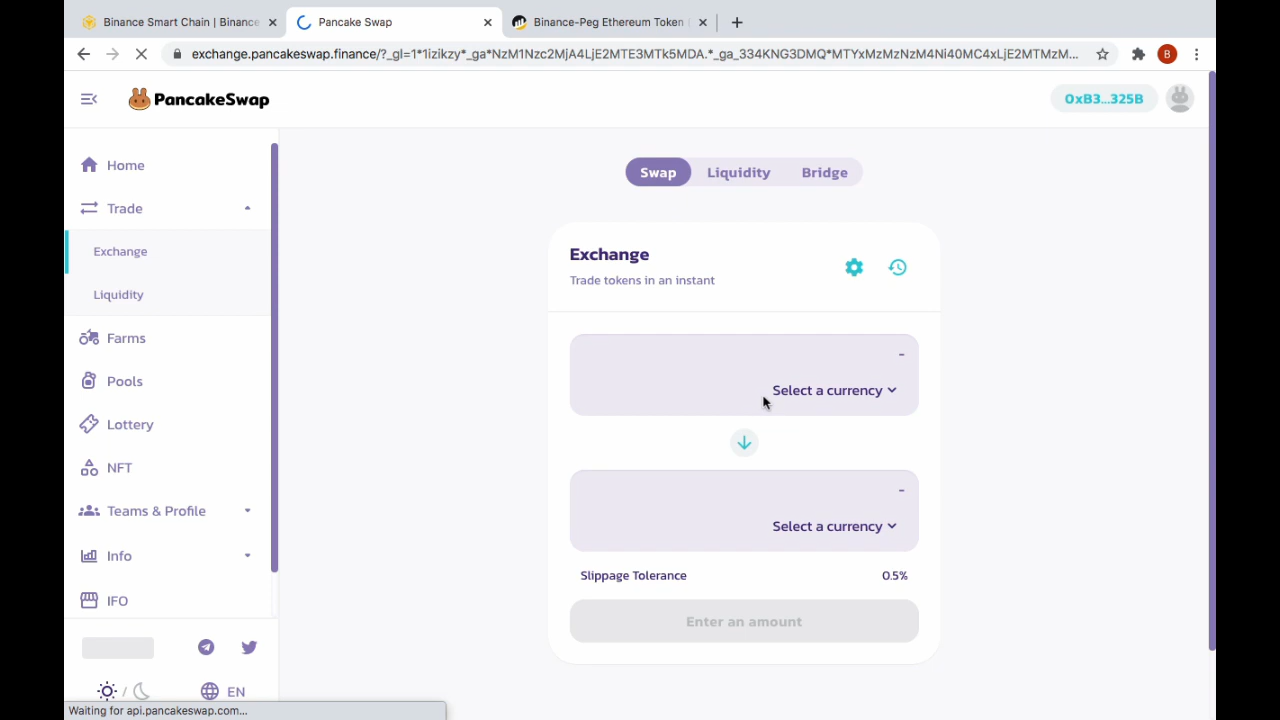 Binance Smart Chain | Binance
Pancake Swap
Binance-Peg Ethereum Token
exchange.pancakeswap.finance/?_gl=1*1izikzy*_ga*NzM1Nzc2MjA4LjE2MTE3MTk5MDA.*_ga_334KNG3DMQ*MTYxMzMzNzM4Ni40MC4xLjE2MTMzM...
B
PancakeSwap
0xB3...325B
Home
Swap
Liquidity
Bridge
Trade
Exchange
Exchange
Trade tokens in an instant
Liquidity
Farms
-
Pools
Select a currency
Lottery
NFT
-
Teams & Profile
Select a currency
Info
Slippage Tolerance
0.5%
IFO
Enter an amount
/
EN
Waiting for api.pancakeswap.com...